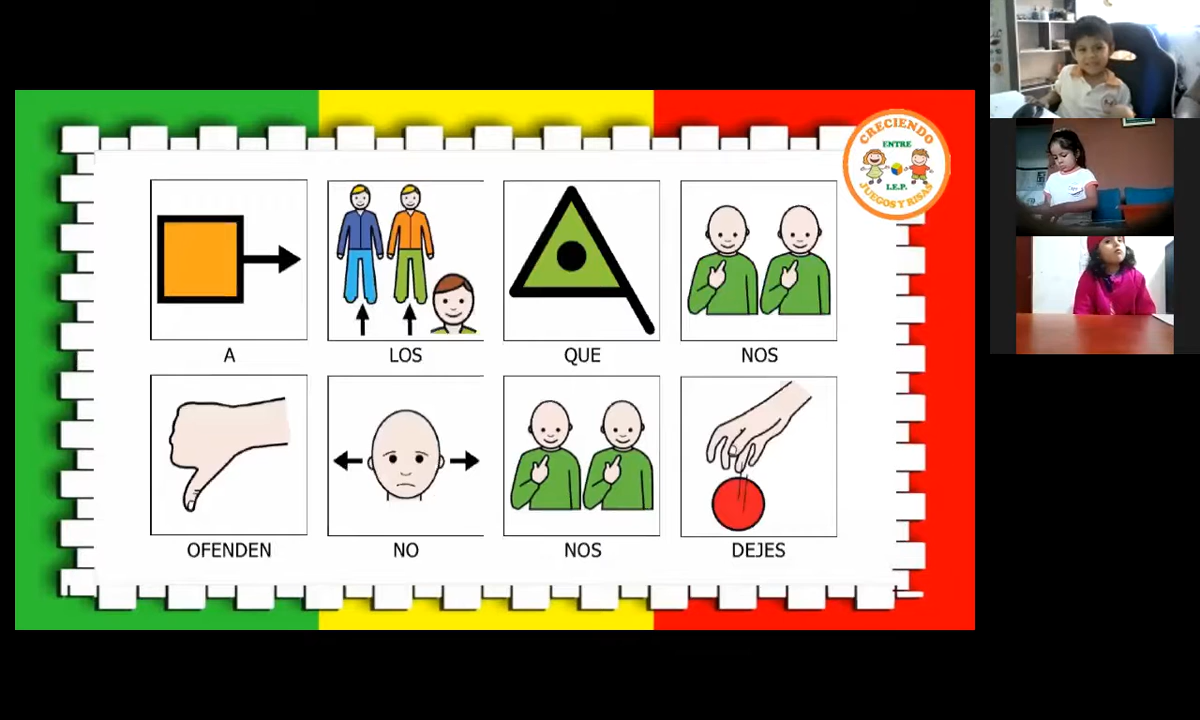 CRECIENDO
ENTRE
I.E.P.
JUEGOS Y RISAS
A LOS QUE NOS
OFENDEN NO NOS DEJES